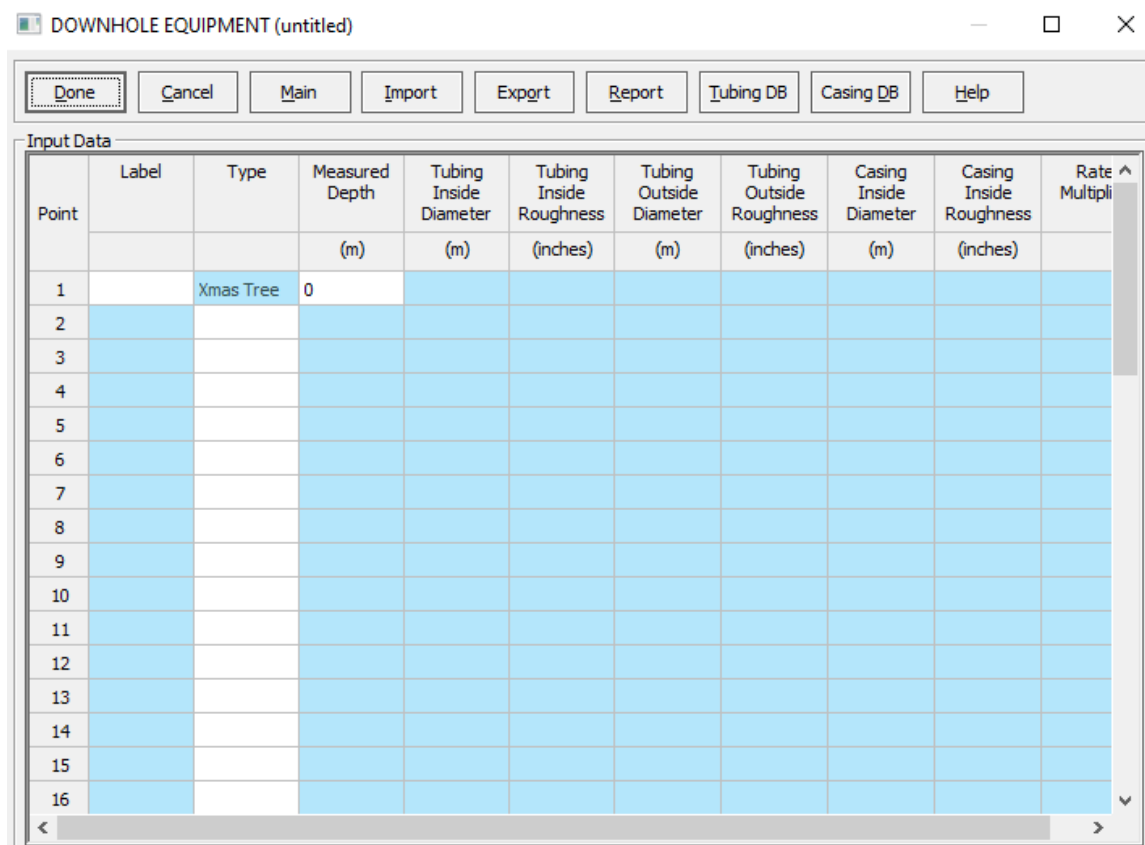 DOWNHOLE EQUIPMENT (untitled)
Done Cancel Main Import Export Report Tubing DB Casing DB Help
Input Data
Point Label Type Measured Depth Tubing Inside Diameter Tubing Inside Roughness Tubing Outside Diameter Tubing Outside Roughness Casing Inside Diameter Casing Inside Roughness Rate Multipli
(m) (m) (inches) (m) (inches) (m) (inches)
1 Xmas Tree 0
2
3
4
5
6
7
8
9
10
11
12
13
14
15
16